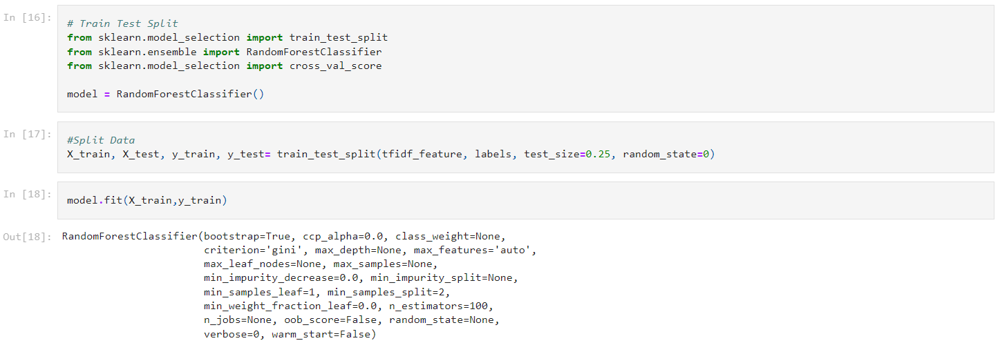 In [16]:
# Train Test Split
from sklearn.model_selection import train_test_split
from sklearn.ensemble import RandomForestClassifier
from sklearn.model_selection import cross_val_score
model = RandomForestClassifier()
In [17]:
#Split Data
X_train, X_test, y_train, y_test= train_test_split(tfidf_feature, labels, test_size=0.25, random_state=0)
In [18]:
model.fit(X_train,y_train)
Out[18]:
RandomForestClassifier(bootstrap=True, ccp_alpha=0.0, class_weight=None,
criterion='gini', max_depth=None, max_features='auto',
max_leaf_nodes=None, max_samples=None,
min_impurity_decrease=0.0, min_impurity_split=None,
min_samples_leaf=1, min_samples_split=2,
min_weight_fraction_leaf=0.0, n_estimators=100,
n_jobs=None, oob_score=False, random_state=None,
verbose=0, warm_start=False)